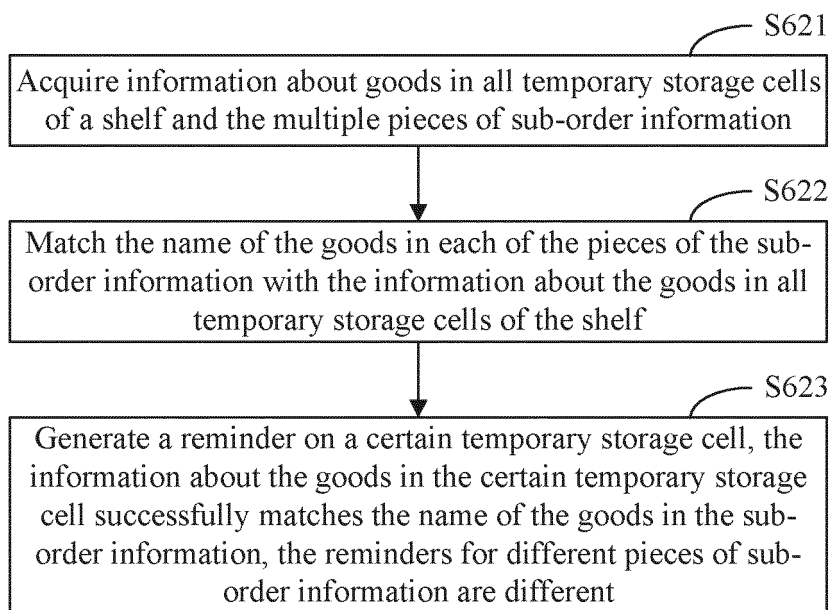 S621
Acquire information about goods in all temporary storage cells
of a shelf and the multiple pieces of sub-order information
S622
Match the name of the goods in each of the pieces of the sub-
order information with the information about the goods in all
temporary storage cells of the shelf
S623
Generate a reminder on a certain temporary storage cell, the
information about the goods in the certain temporary storage
cell successfully matches the name of the goods in the sub-
order information, the reminders for different pieces of sub-
order information are different